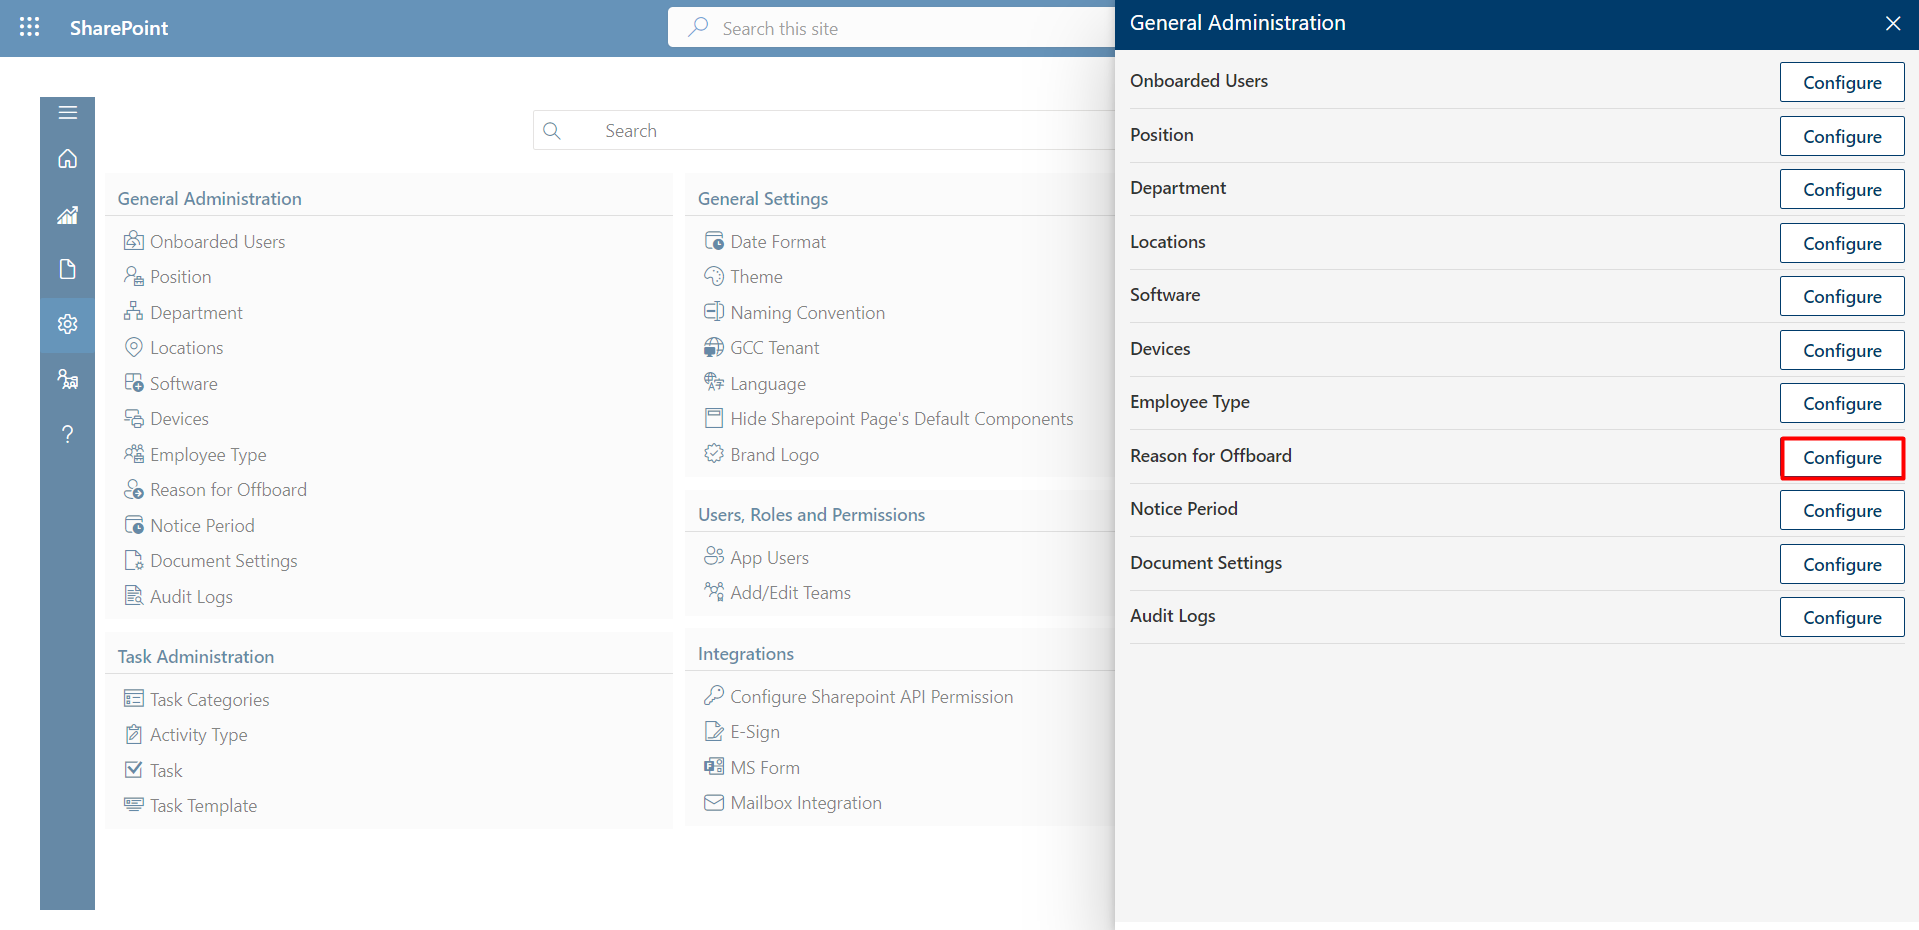 SharePoint
Search this site
Search
General Administration
Onboarded Users
Position
Department
Locations
Software
Devices
Employee Type
Reason for Offboard
Notice Period
Document Settings
Audit Logs
Task Administration
Task Categories
Activity Type
Task
Task Template
General Settings
Date Format
Theme
Naming Convention
GCC Tenant
Language
Hide Sharepoint Page's Default Components
Brand Logo
Users, Roles and Permissions
App Users
Add/Edit Teams
Integrations
Configure Sharepoint API Permission
E-Sign
MS Form
Mailbox Integration
General Administration
Onboarded Users Configure
Position Configure
Department Configure
Locations Configure
Software Configure
Devices Configure
Employee Type Configure
Reason for Offboard Configure
Notice Period Configure
Document Settings Configure
Audit Logs Configure